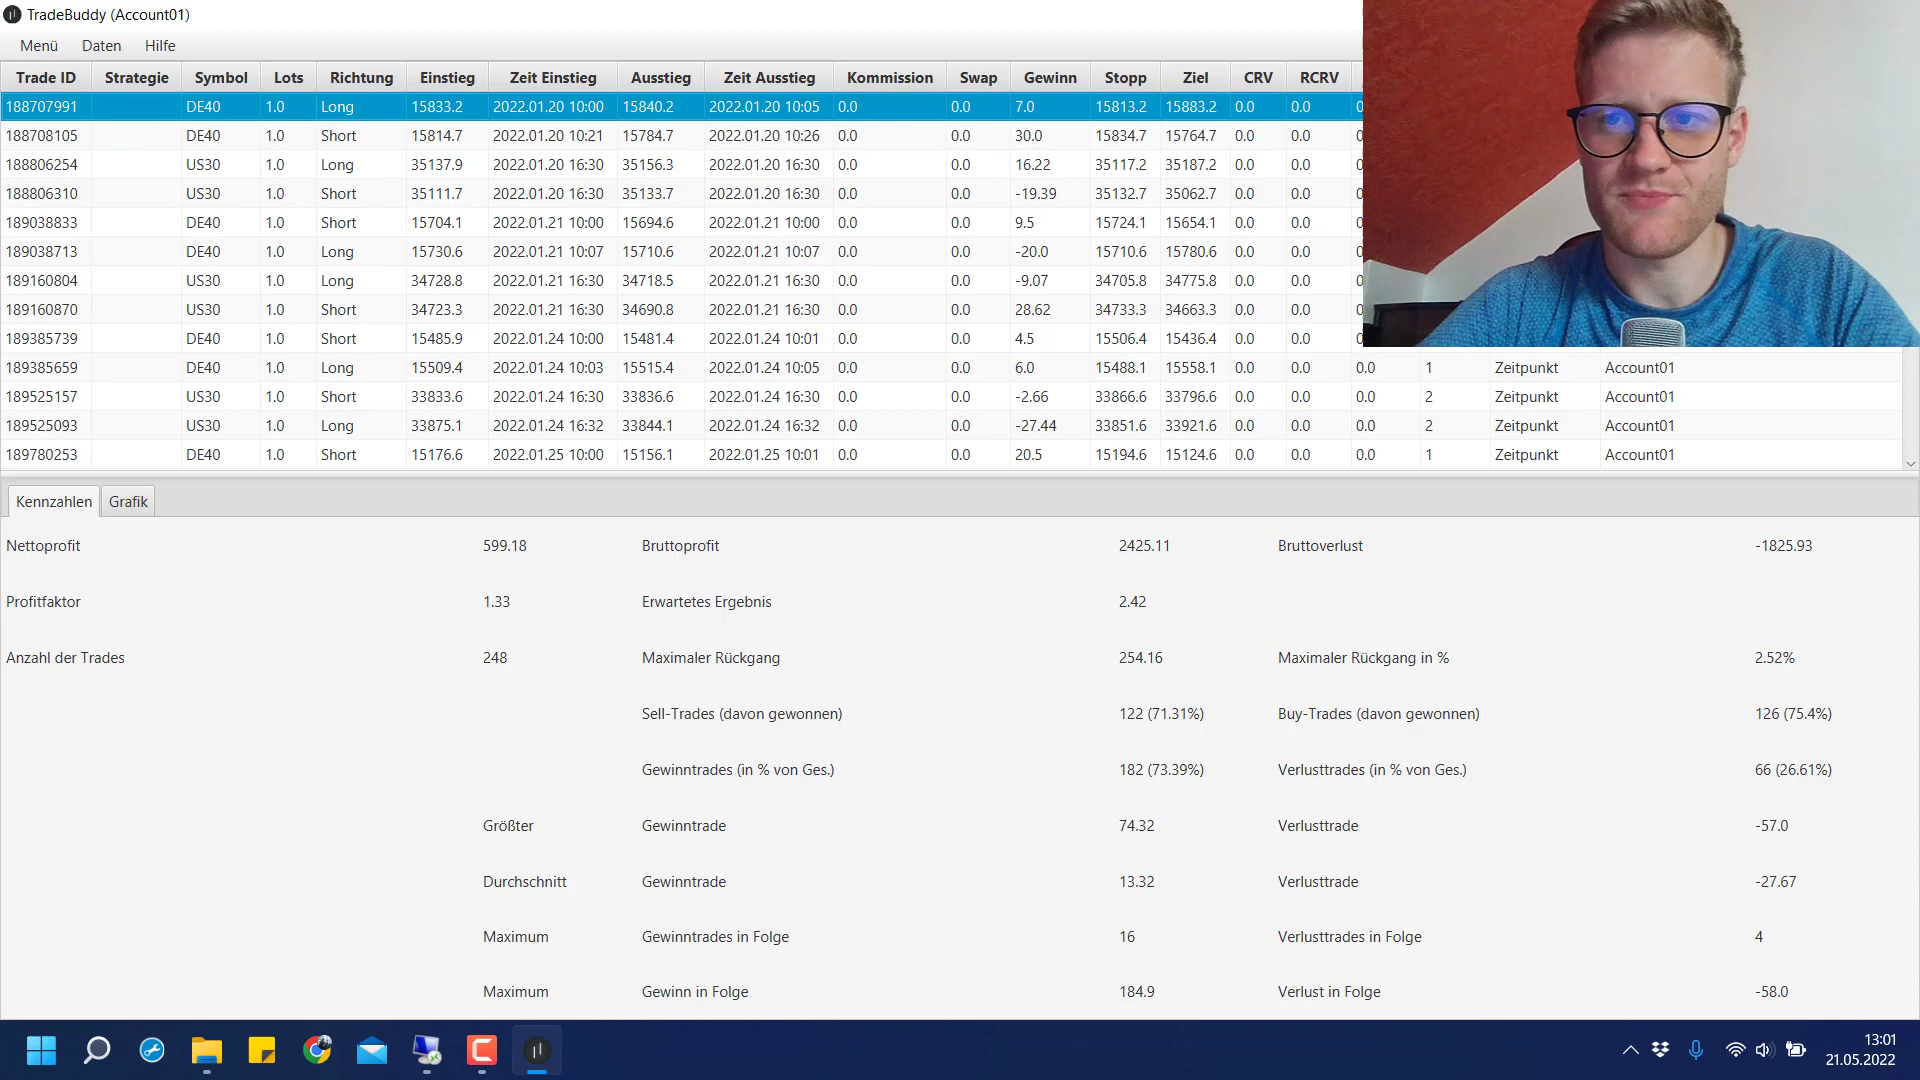 TradeBuddy (Account01)
Menü Daten Hilfe
Trade ID Strategie Symbol Lots Richtung Einstieg Zeit Einstieg Ausstieg Zeit Ausstieg Kommission Swap Gewinn Stopp Ziel CRV RCRV
188707991 DE40 1.0 Long 15833.2 2022.01.20 10:00 15840.2 2022.01.20 10:05 0.0 0.0 7.0 15813.2 15883.2 0.0 0.0
188708105 DE40 1.0 Short 15814.7 2022.01.20 10:21 15784.7 2022.01.20 10:26 0.0 0.0 30.0 15834.7 15764.7 0.0 0.0
188806254 US30 1.0 Long 35137.9 2022.01.20 16:30 35156.3 2022.01.20 16:30 0.0 0.0 16.22 35117.2 35187.2 0.0 0.0
188806310 US30 1.0 Short 35111.7 2022.01.20 16:30 35133.7 2022.01.20 16:30 0.0 0.0 -19.39 35132.7 35062.7 0.0 0.0
189038833 DE40 1.0 Short 15704.1 2022.01.21 10:00 15694.6 2022.01.21 10:00 0.0 0.0 9.5 15724.1 15654.1 0.0 0.0
189038713 DE40 1.0 Long 15730.6 2022.01.21 10:07 15710.6 2022.01.21 10:07 0.0 0.0 -20.0 15710.6 15780.6 0.0 0.0
189160804 US30 1.0 Long 34728.8 2022.01.21 16:30 34718.5 2022.01.21 16:30 0.0 0.0 -9.07 34705.8 34775.8 0.0 0.0
189160870 US30 1.0 Short 34723.3 2022.01.21 16:30 34690.8 2022.01.21 16:30 0.0 0.0 28.62 34733.3 34663.3 0.0 0.0
189385739 DE40 1.0 Short 15485.9 2022.01.24 10:00 15481.4 2022.01.24 10:01 0.0 0.0 4.5 15506.4 15436.4 0.0 0.0
189385659 DE40 1.0 Long 15509.4 2022.01.24 10:03 15515.4 2022.01.24 10:05 0.0 0.0 6.0 15488.1 15558.1 0.0 0.0 0.0 1 Zeitpunkt Account01
189525157 US30 1.0 Short 33833.6 2022.01.24 16:30 33836.6 2022.01.24 16:30 0.0 0.0 -2.66 33866.6 33796.6 0.0 0.0 0.0 2 Zeitpunkt Account01
189525093 US30 1.0 Long 33875.1 2022.01.24 16:32 33844.1 2022.01.24 16:32 0.0 0.0 -27.44 33851.6 33921.6 0.0 0.0 0.0 2 Zeitpunkt Account01
189780253 DE40 1.0 Short 15176.6 2022.01.25 10:00 15156.1 2022.01.25 10:01 0.0 0.0 20.5 15194.6 15124.6 0.0 0.0 0.0 1 Zeitpunkt Account01
Kennzahlen Grafik
Nettoprofit 599.18 Bruttoprofit 2425.11 Bruttoverlust -1825.93
Profitfaktor 1.33 Erwartetes Ergebnis 2.42
Anzahl der Trades 248 Maximaler Rückgang 254.16 Maximaler Rückgang in % 2.52%
Sell-Trades (davon gewonnen) 122 (71.31%) Buy-Trades (davon gewonnen) 126 (75.4%)
Gewinntrades (in % von Ges.) 182 (73.39%) Verlusttrades (in % von Ges.) 66 (26.61%)
Größter Gewinntrade 74.32 Verlusttrade -57.0
Durchschnitt Gewinntrade 13.32 Verlusttrade -27.67
Maximum Gewinntrades in Folge 16 Verlusttrades in Folge 4
Maximum Gewinn in Folge 184.9 Verlust in Folge -58.0
13:01
21.05.2022